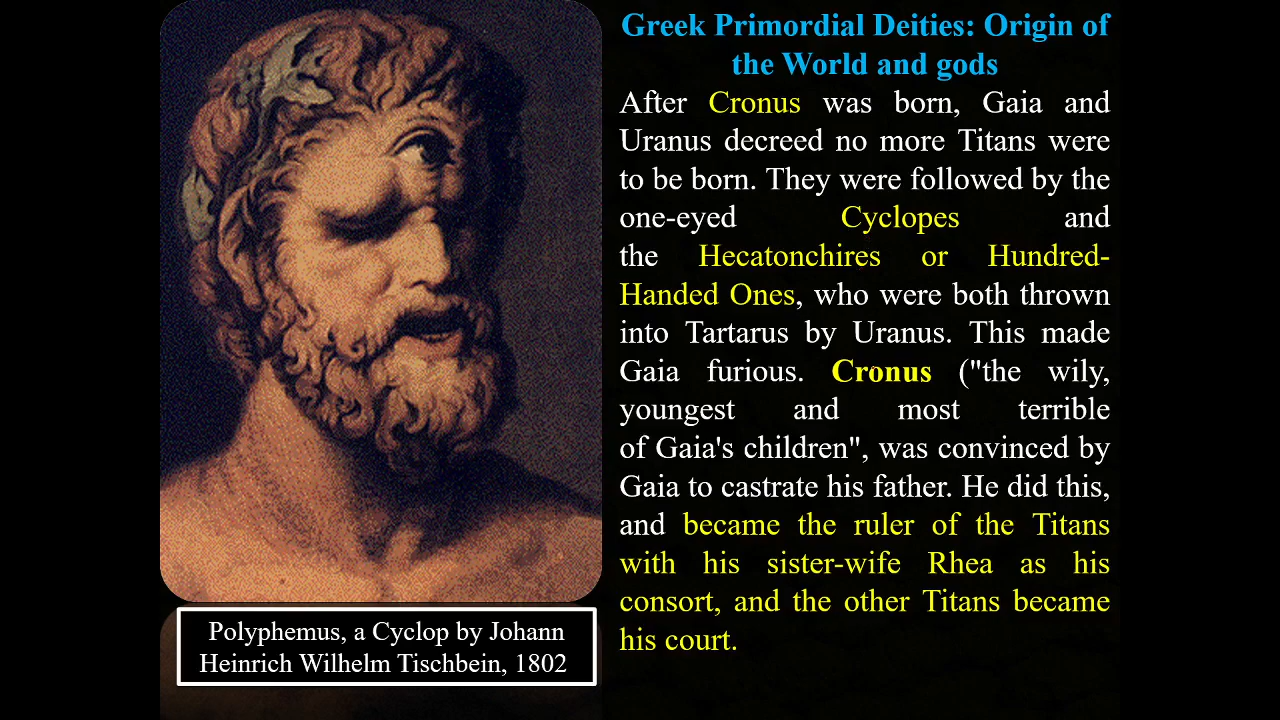 Greek Primordial Deities: Origin of
the World and gods
After Cronus was born, Gaia and
Uranus decreed no more Titans were
to be born. They were followed by the
one-eyed Cyclopes and
the Hecatonchires or Hundred-
Handed Ones, who were both thrown
into Tartarus by Uranus. This made
Gaia furious. Cronus ("the wily,
youngest and most terrible
of Gaia's children", was convinced by
Gaia to castrate his father. He did this,
and became the ruler of the Titans
with his sister-wife Rhea as his
consort, and the other Titans became
his court.
Polyphemus, a Cyclop by Johann
Heinrich Wilhelm Tischbein, 1802